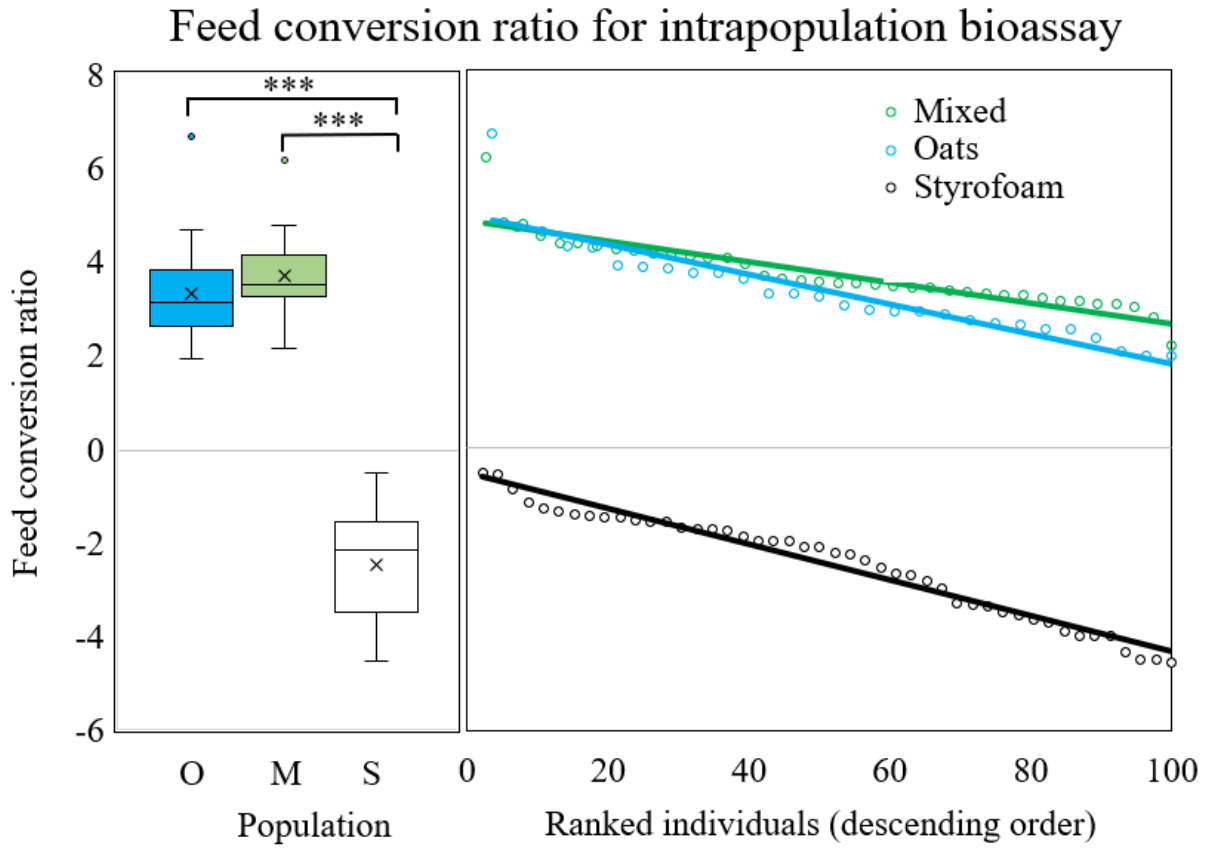 Feed conversion ratio for intrapopulation bioassay
Feed conversion ratio
8
6
4
2
0
-2
-4
-6
***
***
O M S
Population
Mixed
Oats
Styrofoam
0 20 40 60 80 100
Ranked individuals (descending order)